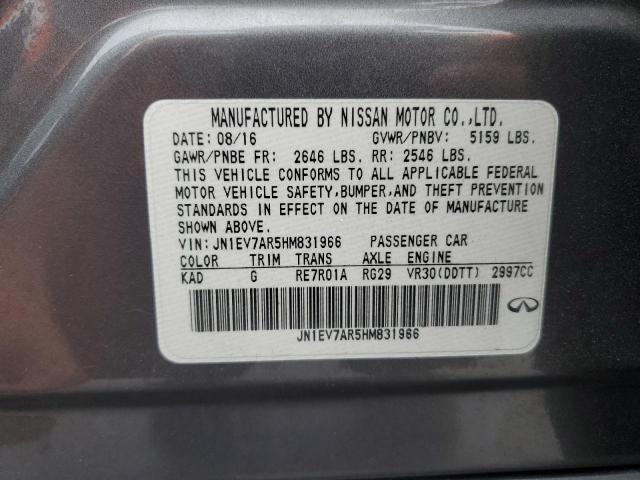 MANUFACTURED BY NISSAN MOTOR CO.,LTD.
DATE: 08/16 GVWR/PNBV: 5159 LBS.
GAWR/PNBE FR: 2646 LBS. RR: 2546 LBS.
THIS VEHICLE CONFORMS TO ALL APPLICABLE FEDERAL
MOTOR VEHICLE SAFETY,BUMPER,AND THEFT PREVENTION
STANDARDS IN EFFECT ON THE DATE OF MANUFACTURE
SHOWN ABOVE.
VIN: JN1EV7AR5HM831966 PASSENGER CAR
COLOR TRIM TRANS AXLE ENGINE
KAD G RE7R01A RG29 VR30(DDTT) 2997CC
JN1EV7AR5HM831966